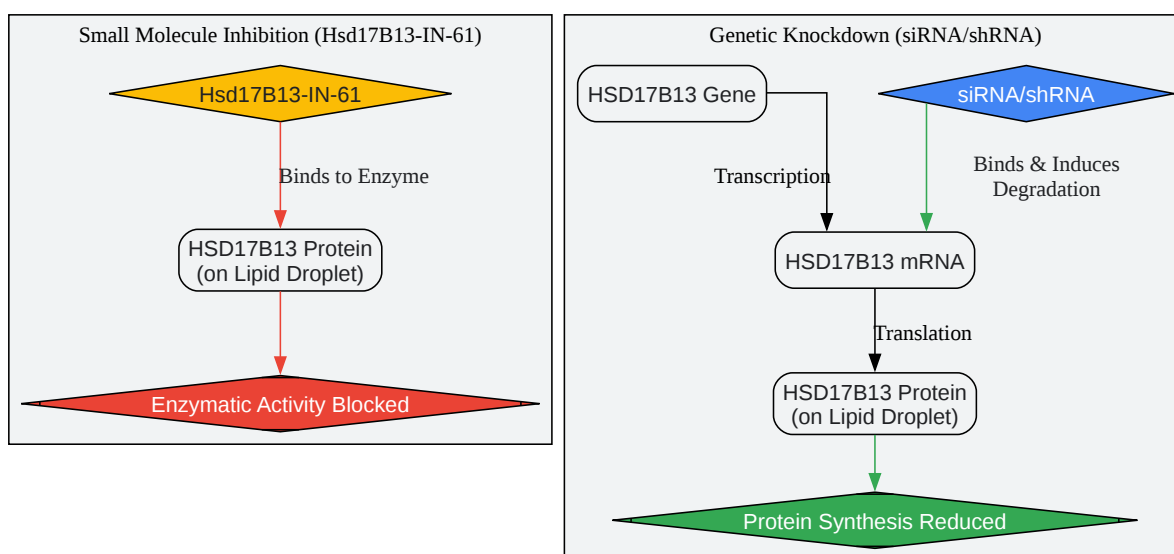 Small Molecule Inhibition (Hsd17B13-IN-61)
Hsd17B13-IN-61
Binds to Enzyme
HSD17B13 Protein
(on Lipid Droplet)
Enzymatic Activity Blocked
Genetic Knockdown (siRNA/shRNA)
HSD17B13 Gene
siRNA/shRNA
Transcription
Binds & Induces
Degradation
HSD17B13 mRNA
Translation
HSD17B13 Protein
(on Lipid Droplet)
Protein Synthesis Reduced